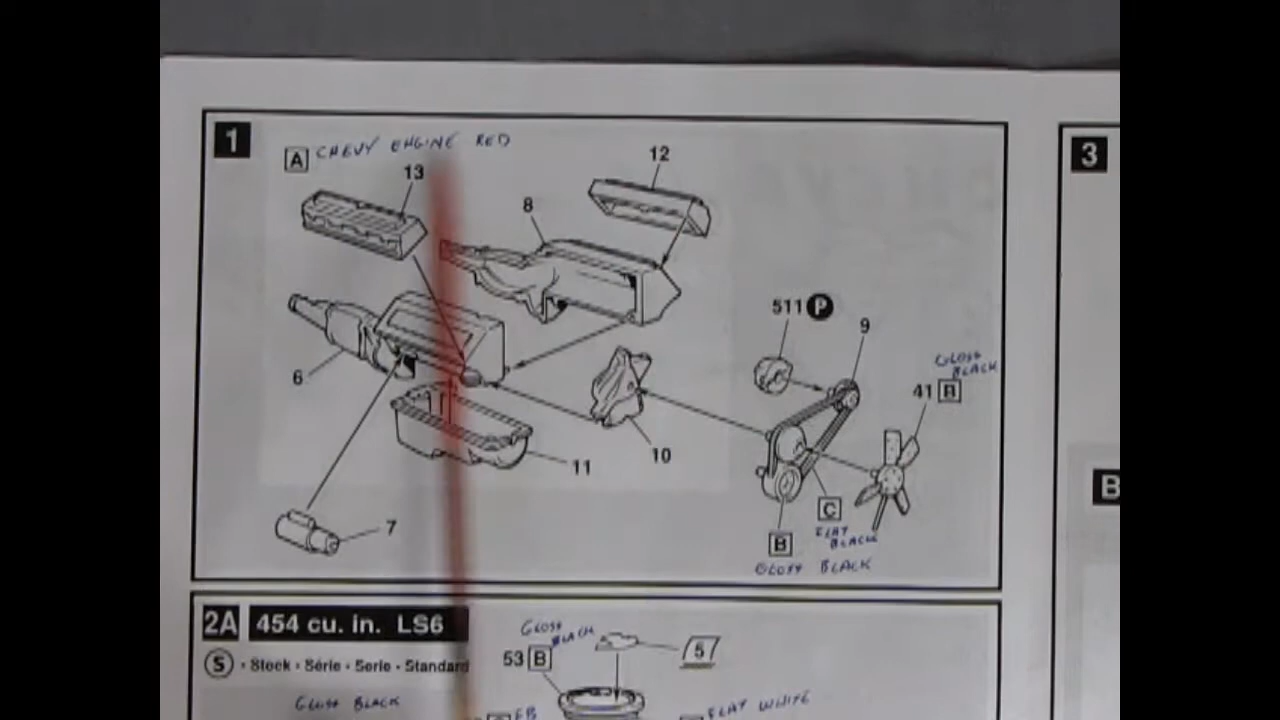 1
3
A CHEVY ENGINE RED
12
13
8
511 P
9
GLOSS
BLACK
41 B
6
10
11
C
FLAT
BLACK
7
B
GLOSS BLACK
B
2A 454 cu. in. LS6
GLOSS
BLACK
5
53 B
S • Stock • Série • Serie • Standard
GLOSS BLACK
FLAT WHITE